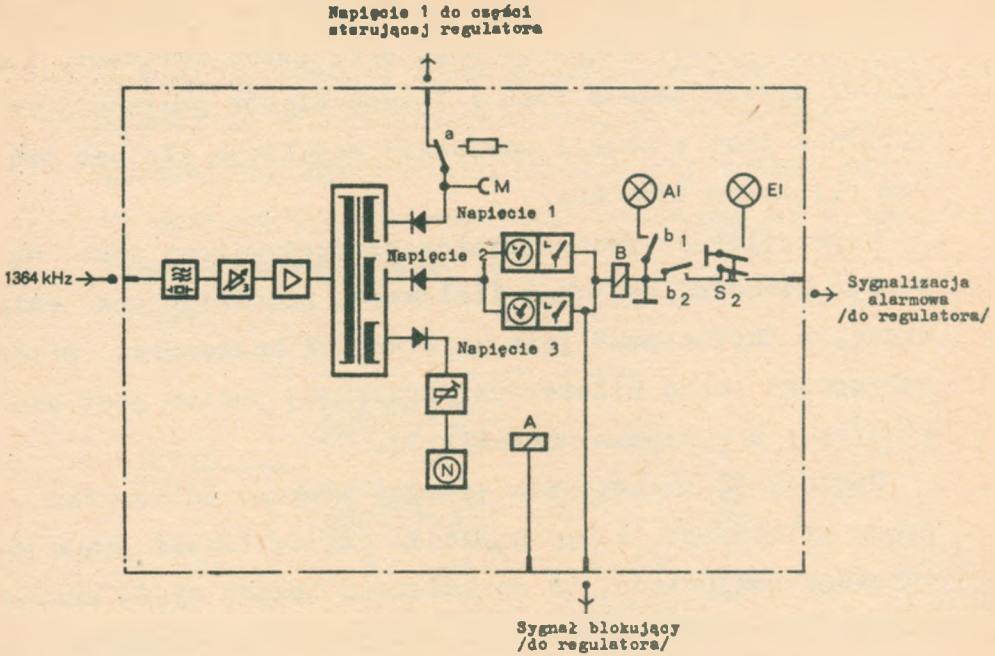 Napięcie 1 do części
sterującej regulatora
a
M
Napięcie 1
AI
EI
Napięcie 2
B
b1
b2
S2
1364 kHz
3
Sygnalizacja
alarmowa
/do regulatora/
Napięcie 3
A
N
Sygnał blokujący
/do regulatora/